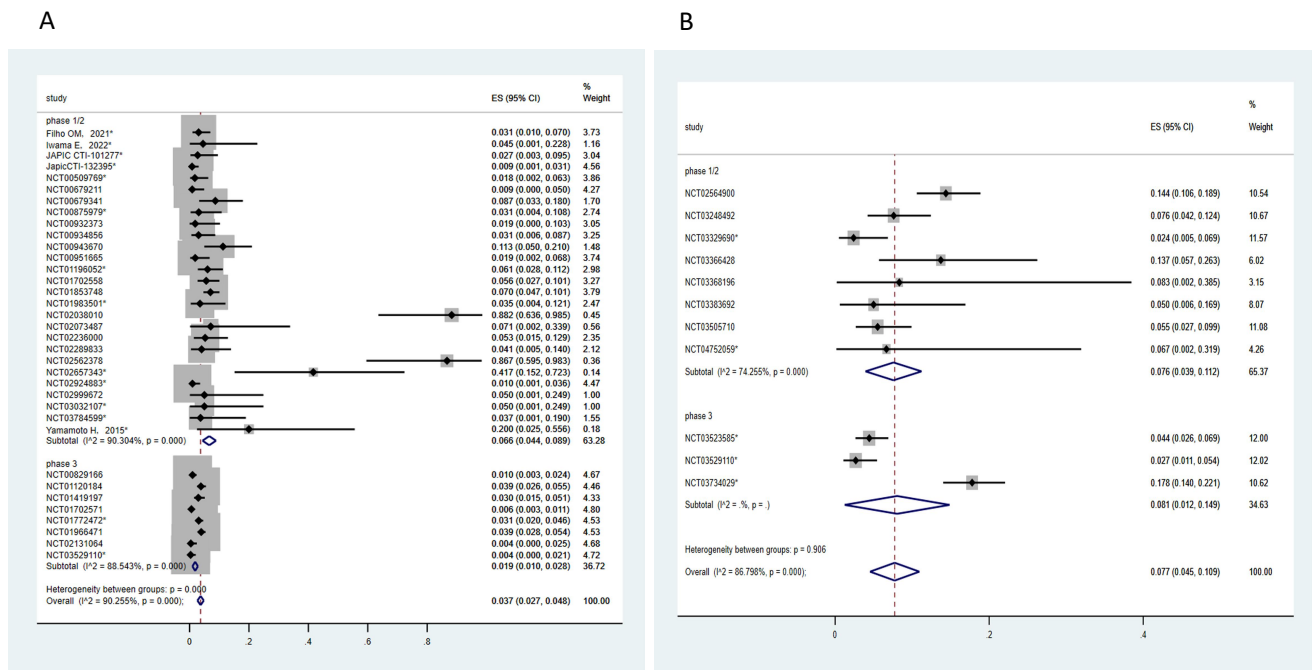 A
%
study ES (95% CI) Weight
phase 1/2
Filho OM. 2021* 0.031 (0.010, 0.070) 3.73
Iwama E. 2022* 0.045 (0.001, 0.228) 1.16
JAPIC CTI-101277* 0.027 (0.003, 0.095) 3.04
JapicCTI-132395* 0.009 (0.001, 0.031) 4.56
NCT00509769* 0.018 (0.002, 0.063) 3.86
NCT00679211 0.009 (0.000, 0.050) 4.27
NCT00679341 0.087 (0.033, 0.180) 1.70
NCT00875979* 0.031 (0.004, 0.108) 2.74
NCT00932373 0.019 (0.000, 0.103) 3.05
NCT00934856 0.031 (0.006, 0.087) 3.25
NCT00943670 0.113 (0.050, 0.210) 1.48
NCT00951665 0.019 (0.002, 0.068) 3.74
NCT01196052* 0.061 (0.028, 0.112) 2.98
NCT01702558 0.056 (0.027, 0.101) 3.27
NCT01853748 0.070 (0.047, 0.101) 3.79
NCT01983501* 0.035 (0.004, 0.121) 2.47
NCT02038010 0.882 (0.636, 0.985) 0.45
NCT02073487 0.071 (0.002, 0.339) 0.56
NCT02236000 0.053 (0.015, 0.129) 2.35
NCT02289833 0.041 (0.005, 0.140) 2.12
NCT02562378 0.867 (0.595, 0.983) 0.36
NCT02657343* 0.417 (0.152, 0.723) 0.14
NCT02924883* 0.010 (0.001, 0.036) 4.47
NCT02999672 0.050 (0.001, 0.249) 1.00
NCT03032107* 0.050 (0.001, 0.249) 1.00
NCT03784599* 0.037 (0.001, 0.190) 1.55
Yamamoto H. 2015* 0.200 (0.025, 0.556) 0.18
Subtotal (I^2 = 90.304%, p = 0.000) 0.066 (0.044, 0.089) 63.28
phase 3
NCT00829166 0.010 (0.003, 0.024) 4.67
NCT01120184 0.039 (0.026, 0.055) 4.46
NCT01419197 0.030 (0.015, 0.051) 4.33
NCT01702571 0.006 (0.003, 0.011) 4.80
NCT01772472* 0.031 (0.020, 0.046) 4.53
NCT01966471 0.039 (0.028, 0.054) 4.53
NCT02131064 0.004 (0.000, 0.025) 4.68
NCT03529110* 0.004 (0.000, 0.021) 4.72
Subtotal (I^2 = 88.543%, p = 0.000) 0.019 (0.010, 0.028) 36.72
Heterogeneity between groups: p = 0.000
Overall (I^2 = 90.255%, p = 0.000); 0.037 (0.027, 0.048) 100.00
0 .2 .4 .6 .8
B
%
study ES (95% CI) Weight
phase 1/2
NCT02564900 0.144 (0.106, 0.189) 10.54
NCT03248492 0.076 (0.042, 0.124) 10.67
NCT03329690* 0.024 (0.005, 0.069) 11.57
NCT03366428 0.137 (0.057, 0.263) 6.02
NCT03368196 0.083 (0.002, 0.385) 3.15
NCT03383692 0.050 (0.006, 0.169) 8.07
NCT03505710 0.055 (0.027, 0.099) 11.08
NCT04752059* 0.067 (0.002, 0.319) 4.26
Subtotal (I^2 = 74.255%, p = 0.000) 0.076 (0.039, 0.112) 65.37
phase 3
NCT03523585* 0.044 (0.026, 0.069) 12.00
NCT03529110* 0.027 (0.011, 0.054) 12.02
NCT03734029* 0.178 (0.140, 0.221) 10.62
Subtotal (I^2 = .%, p = .) 0.081 (0.012, 0.149) 34.63
Heterogeneity between groups: p = 0.906
Overall (I^2 = 86.798%, p = 0.000); 0.077 (0.045, 0.109) 100.00
0 .2 .4